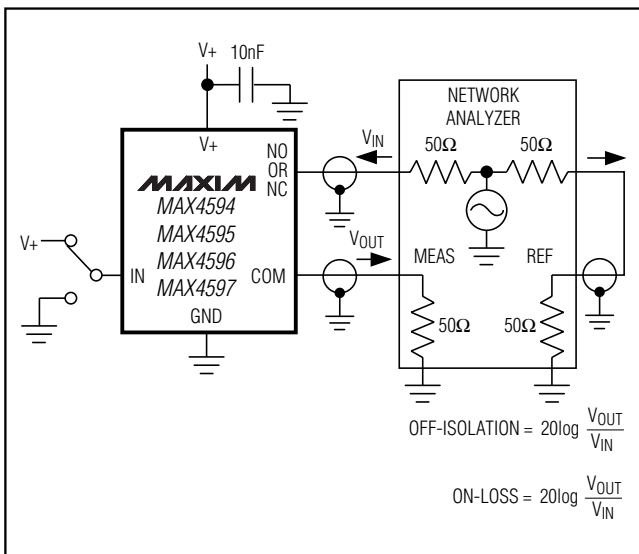 V+
10nF
V+
NO
OR
NC
MAXIM
MAX4594
MAX4595
MAX4596
MAX4597
V+
IN
COM
GND
VIN
VOUT
NETWORK
ANALYZER
50Ω
50Ω
MEAS
REF
50Ω
50Ω
OFF-ISOLATION = 20log VOUT/VIN
ON-LOSS = 20log VOUT/VIN